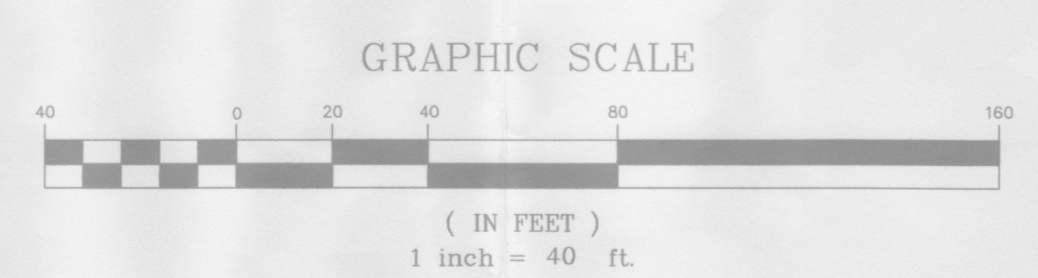 GRAPHIC SCALE
40 0 20 40 80 160
( IN FEET )
1 inch = 40 ft.